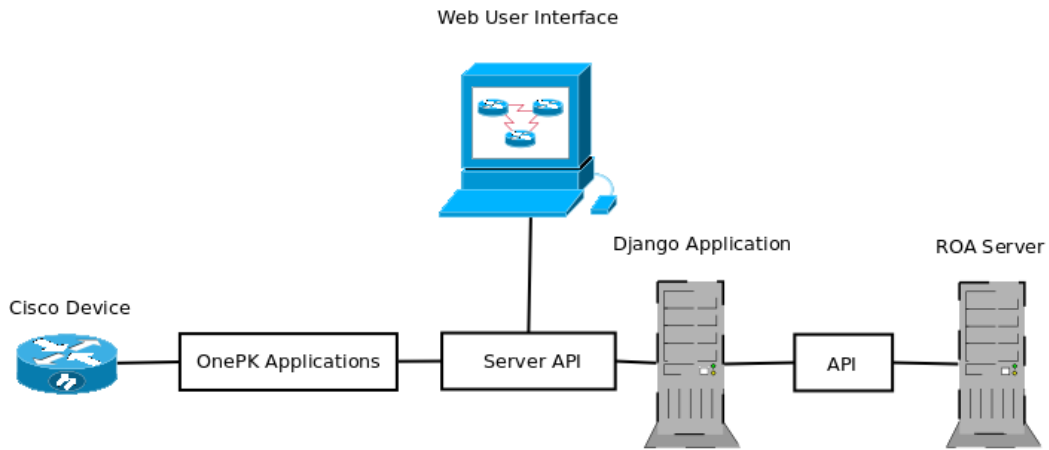 Web User Interface
Django Application
ROA Server
Cisco Device
OnePK Applications
Server API
API